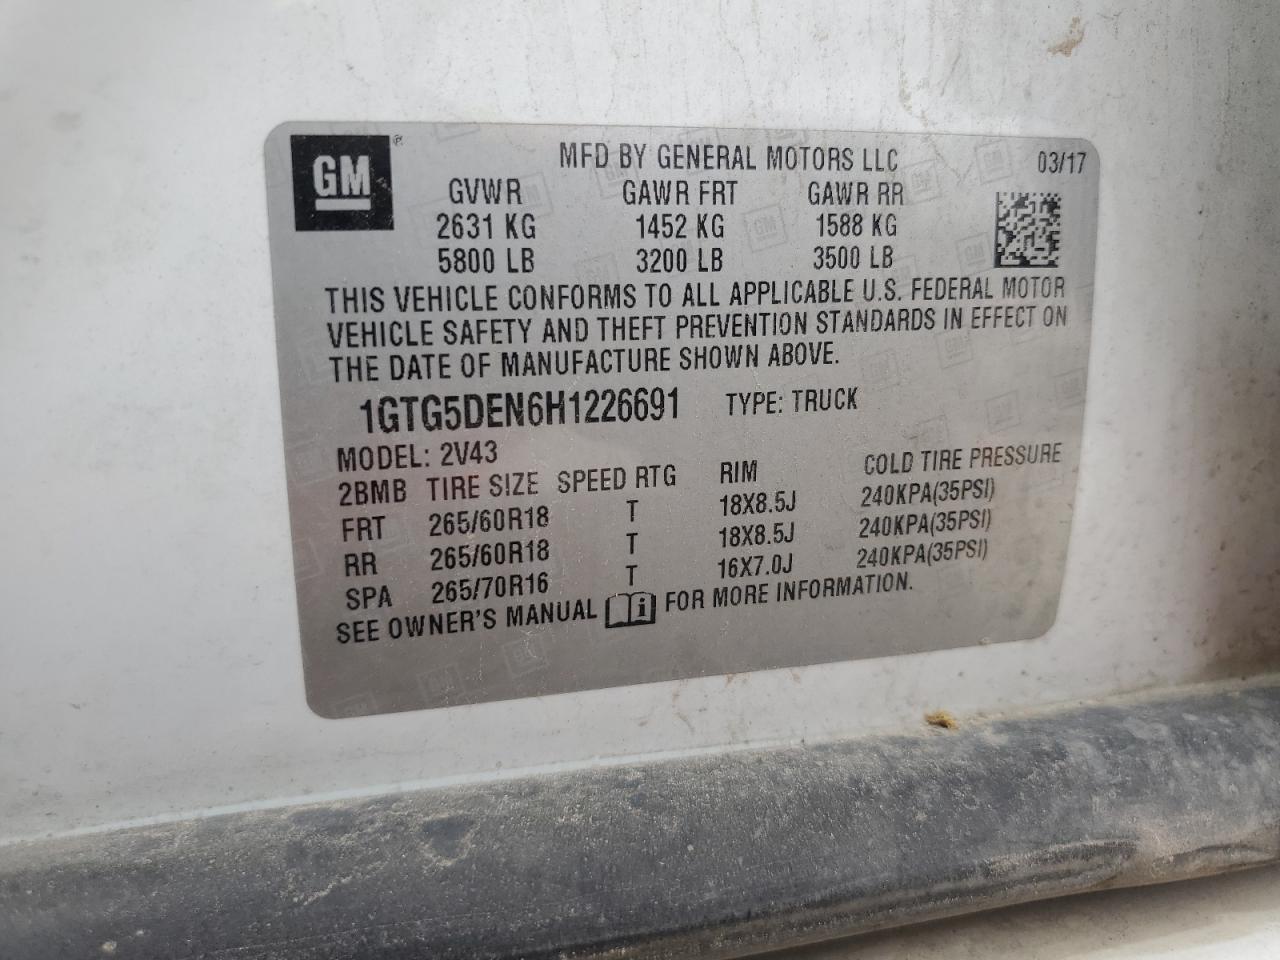 GM
MFD BY GENERAL MOTORS LLC 03/17
GVWR GAWR FRT GAWR RR
2631 KG 1452 KG 1588 KG
5800 LB 3200 LB 3500 LB
THIS VEHICLE CONFORMS TO ALL APPLICABLE U.S. FEDERAL MOTOR
VEHICLE SAFETY AND THEFT PREVENTION STANDARDS IN EFFECT ON
THE DATE OF MANUFACTURE SHOWN ABOVE.
1GTG5DEN6H1226691 TYPE: TRUCK
MODEL: 2V43
2BMB TIRE SIZE SPEED RTG RIM COLD TIRE PRESSURE
FRT 265/60R18 T 18X8.5J 240KPA(35PSI)
RR 265/60R18 T 18X8.5J 240KPA(35PSI)
SPA 265/70R16 T 16X7.0J 240KPA(35PSI)
SEE OWNER'S MANUAL i FOR MORE INFORMATION.